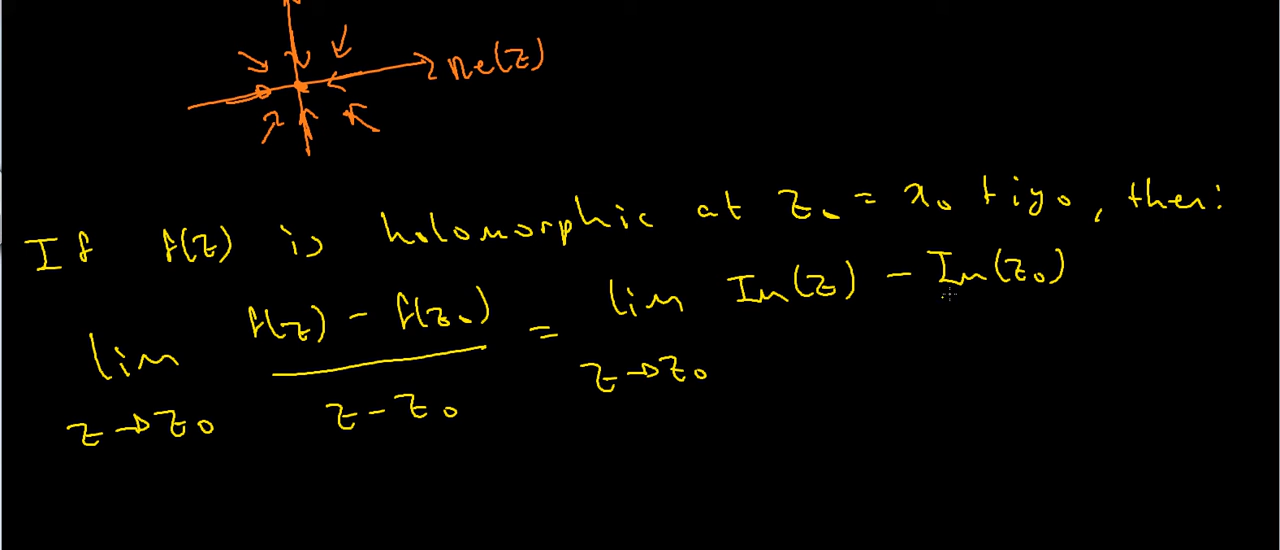 Re(z)
If f(z) is holomorphic at z₀ = x₀ + iy₀, then:
lim f(z) - f(z₀) = lim Im(z) - Im(z₀)
z→z₀ z - z₀ z→z₀